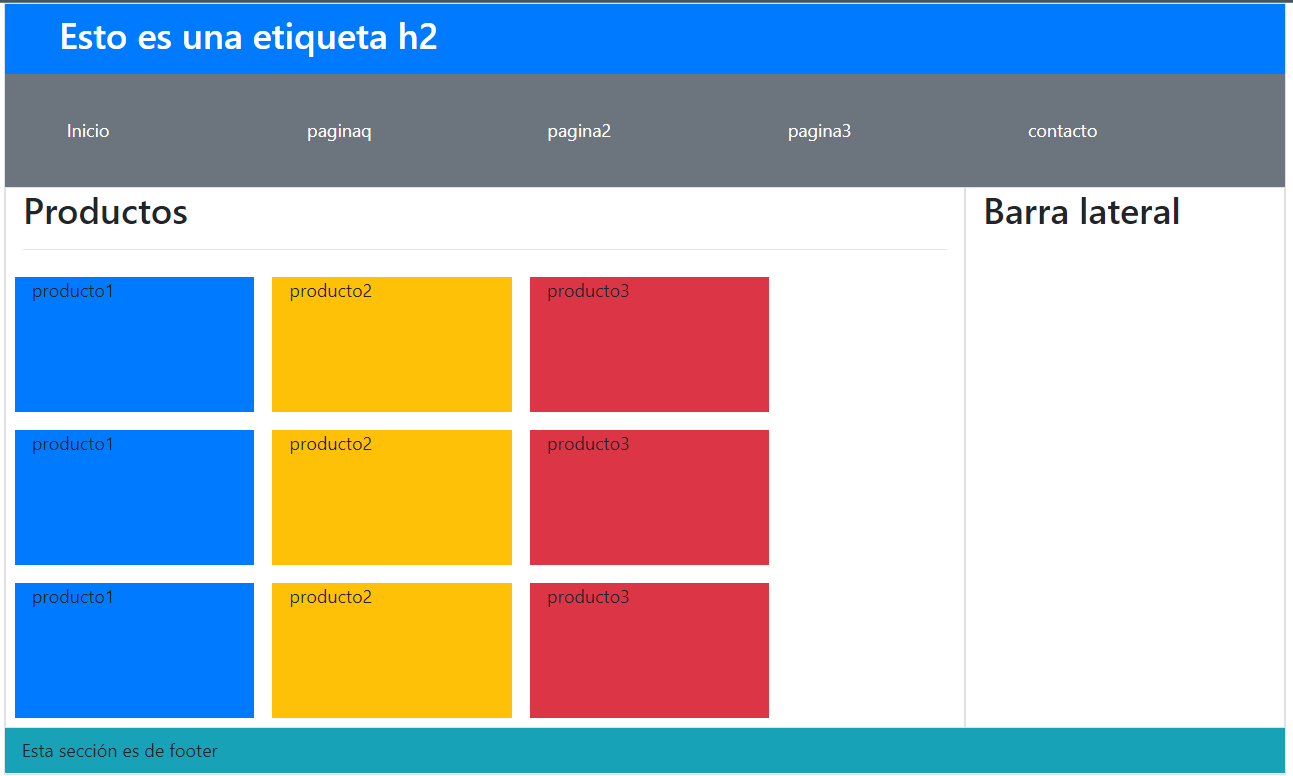 Esto es una etiqueta h2
Inicio paginaq pagina2 pagina3 contacto
Productos
Barra lateral
producto1 producto2 producto3
producto1 producto2 producto3
producto1 producto2 producto3
Esta sección es de footer